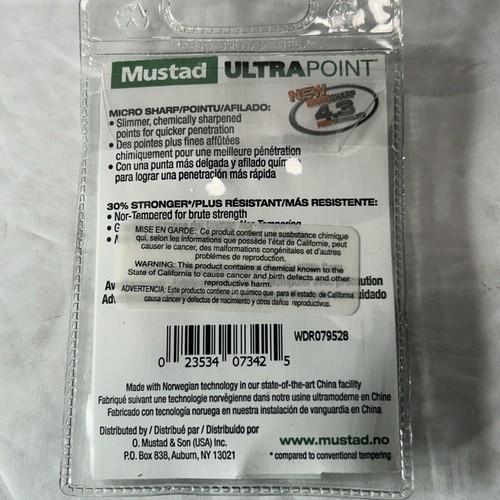 Mustad ULTRAPOINT
NEW
4.3
MICRO SHARP/POINTU/AFILADO:
• Slimmer, chemically sharpened
points for quicker penetration
• Des pointes plus fines affûtées
chimiquement pour une meilleure pénétration
• Con una punta más delgada y afilado
para lograr una penetración más rápida
30% STRONGER*/PLUS RÉSISTANT/MÁS RESISTENTE:
• Nor-Tempered for brute strength
MISE EN GARDE: Ce produit contient une susbstance chimique
qui, selon les informations que possède l'état de California, peut
causer le cancer, des malformations congénitales et d'autres
problèmes de reproduction.
WARNING: This product contains a chemical known to the
State of California to cause cancer and birth defects and other
reproductive harm.
ADVERTENCIA: Este producto contiene un químico que para el estado de California
causa cáncer y defectos de nacimiento y otros daños reproductivos.
WDR079528
0 23534 07342 5
Made with Norwegian technology in our state-of-the-art China facility
Fabriqué suivant une technologie norvégienne dans notre usine ultramoderne en Chine
Fabricado con tecnología noruega en nuestra instalación de vanguardia en China
Distributed by / Distribué par / Distribuido por
O. Mustad & Son (USA) Inc.
P.O. Box 838, Auburn, NY 13021
www.mustad.no
* compared to conventional tempering